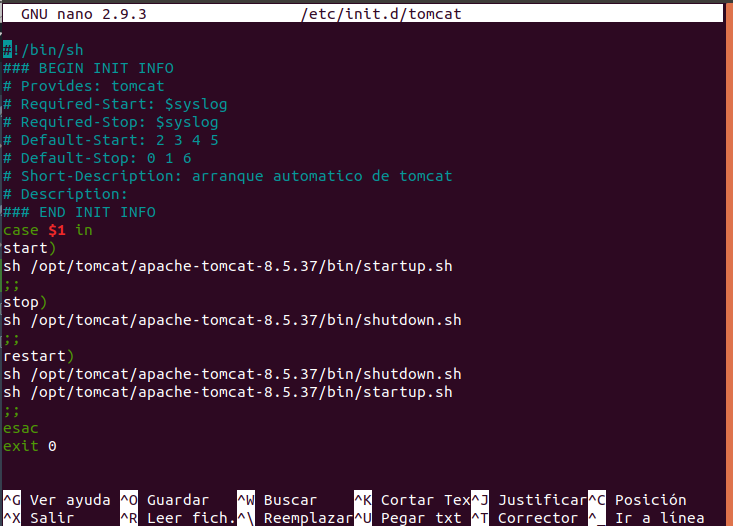 GNU nano 2.9.3 /etc/init.d/tomcat
#!/bin/sh
### BEGIN INIT INFO
# Provides: tomcat
# Required-Start: $syslog
# Required-Stop: $syslog
# Default-Start: 2 3 4 5
# Default-Stop: 0 1 6
# Short-Description: arranque automatico de tomcat
# Description:
### END INIT INFO
case $1 in
start)
sh /opt/tomcat/apache-tomcat-8.5.37/bin/startup.sh
;;
stop)
sh /opt/tomcat/apache-tomcat-8.5.37/bin/shutdown.sh
;;
restart)
sh /opt/tomcat/apache-tomcat-8.5.37/bin/shutdown.sh
sh /opt/tomcat/apache-tomcat-8.5.37/bin/startup.sh
;;
esac
exit 0
^G Ver ayuda ^O Guardar ^W Buscar ^K Cortar Tex ^J Justificar ^C Posición
^X Salir ^R Leer fich. ^\ Reemplazar ^U Pegar txt ^T Corrector ^_ Ir a línea